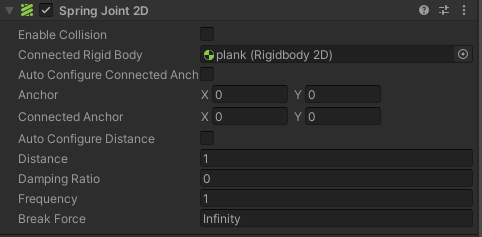 Spring Joint 2D
Enable Collision
Connected Rigid Body plank (Rigidbody 2D)
Auto Configure Connected Anch
Anchor X 0 Y 0
Connected Anchor X 0 Y 0
Auto Configure Distance
Distance 1
Damping Ratio 0
Frequency 1
Break Force Infinity